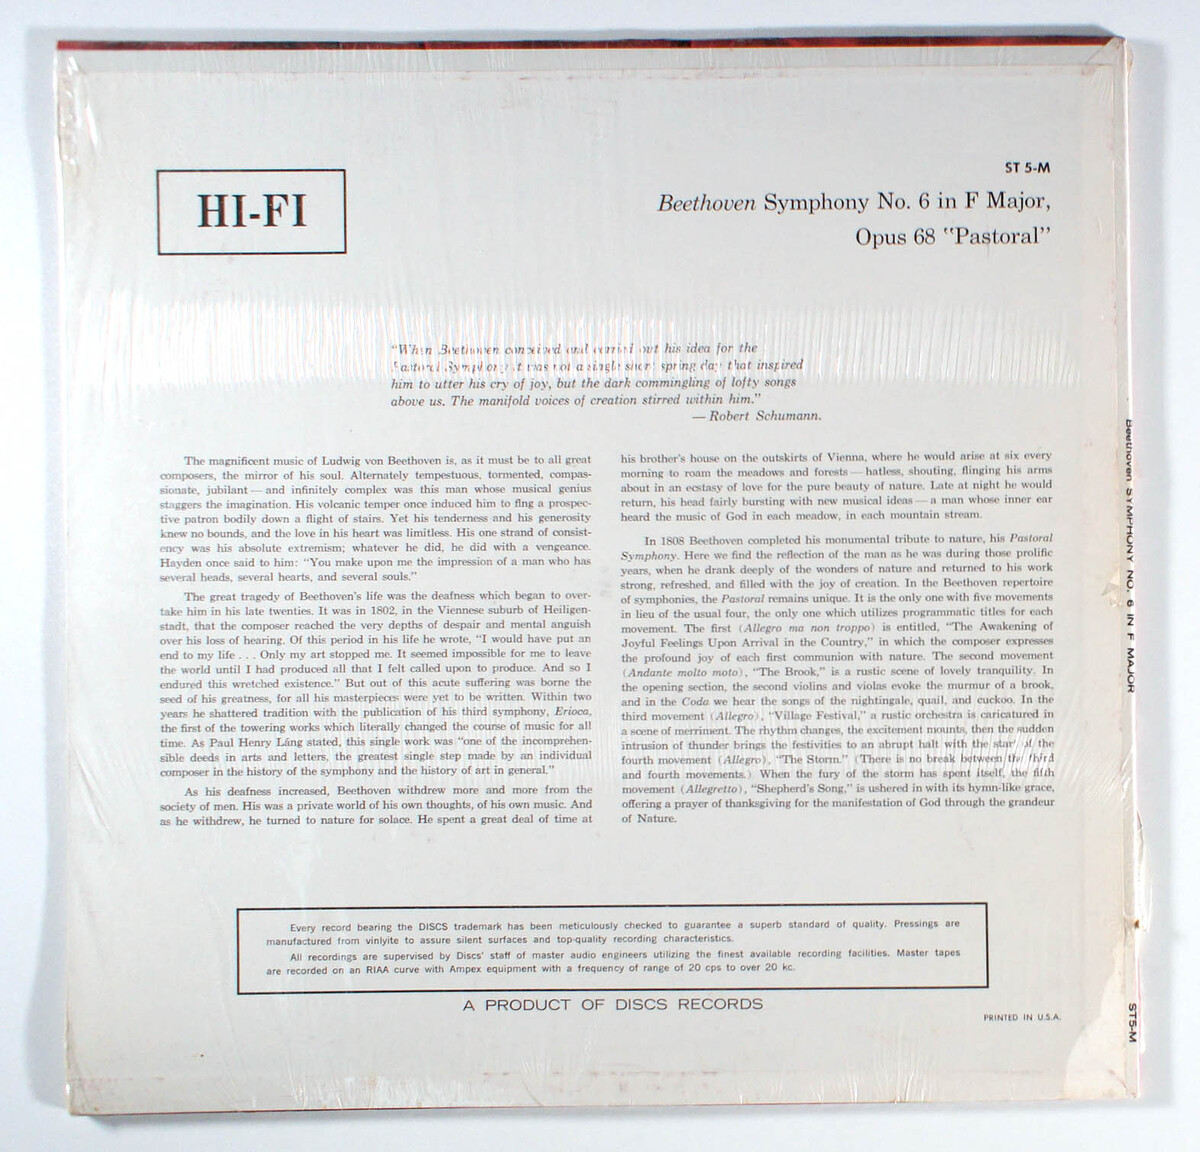 HI-FI
ST 5-M
Beethoven Symphony No. 6 in F Major,
Opus 68 "Pastoral"
"When Beethoven conceived and carried out his idea for the
Pastoral Symphony it was not a single short spring day that inspired
him to utter his cry of joy, but the dark commingling of lofty songs
above us. The manifold voices of creation stirred within him."
— Robert Schumann.
The magnificent music of Ludwig von Beethoven is, as it must be to all great
composers, the mirror of his soul. Alternately tempestuous, tormented, compas-
sionate, jubilant — and infinitely complex was this man whose musical genius
staggers the imagination. His volcanic temper once induced him to fing a prospec-
tive patron bodily down a flight of stairs. Yet his tenderness and his generosity
knew no bounds, and the love in his heart was limitless. His one strand of consist-
ency was his absolute extremism; whatever he did, he did with a vengeance.
Hayden once said to him: "You make upon me the impression of a man who has
several heads, several hearts, and several souls."
The great tragedy of Beethoven's life was the deafness which began to over-
take him in his late twenties. It was in 1802, in the Viennese suburb of Heiligen-
stadt, that the composer reached the very depths of despair and mental anguish
over his loss of hearing. Of this period in his life he wrote, "I would have put an
end to my life . . . Only my art stopped me. It seemed impossible for me to leave
the world until I had produced all that I felt called upon to produce. And so I
endured this wretched existence." But out of this acute suffering was borne the
seed of his greatness, for all his masterpieces were yet to be written. Within two
years he shattered tradition with the publication of his third symphony, Erioca,
the first of the towering works which literally changed the course of music for all
time. As Paul Henry Láng stated, this single work was "one of the incomprehen-
sible deeds in arts and letters, the greatest single step made by an individual
composer in the history of the symphony and the history of art in general."
As his deafness increased, Beethoven withdrew more and more from the
society of men. His was a private world of his own thoughts, of his own music. And
as he withdrew, he turned to nature for solace. He spent a great deal of time at
his brother's house on the outskirts of Vienna, where he would arise at six every
morning to roam the meadows and forests — hatless, shouting, flinging his arms
about in an ecstasy of love for the pure beauty of nature. Late at night he would
return, his head fairly bursting with new musical ideas — a man whose inner ear
heard the music of God in each meadow, in each mountain stream.
In 1808 Beethoven completed his monumental tribute to nature, his Pastoral
Symphony. Here we find the reflection of the man as he was during those prolific
years, when he drank deeply of the wonders of nature and returned to his work
strong, refreshed, and filled with the joy of creation. In the Beethoven repertoire
of symphonies, the Pastoral remains unique. It is the only one with five movements
in lieu of the usual four, the only one which utilizes programmatic titles for each
movement. The first (Allegro ma non troppo) is entitled, "The Awakening of
Joyful Feelings Upon Arrival in the Country," in which the composer expresses
the profound joy of each first communion with nature. The second movement
(Andante molto moto), "The Brook," is a rustic scene of lovely tranquility. In
the opening section, the second violins and violas evoke the murmur of a brook,
and in the Coda we hear the songs of the nightingale, quail, and cuckoo. In the
third movement (Allegro), "Village Festival," a rustic orchestra is caricatured in
a scene of merriment. The rhythm changes, the excitement mounts, then the sudden
intrusion of thunder brings the festivities to an abrupt halt with the start of the
fourth movement (Allegro), "The Storm." (There is no break between the third
and fourth movements.) When the fury of the storm has spent itself, the fifth
movement (Allegretto), "Shepherd's Song," is ushered in with its hymn-like grace,
offering a prayer of thanksgiving for the manifestation of God through the grandeur
of Nature.
Every record bearing the DISCS trademark has been meticulously checked to guarantee a superb standard of quality. Pressings are
manufactured from vinlyite to assure silent surfaces and top-quality recording characteristics.
All recordings are supervised by Discs' staff of master audio engineers utilizing the finest available recording facilities. Master tapes
are recorded on an RIAA curve with Ampex equipment with a frequency of range of 20 cps to over 20 kc.
A PRODUCT OF DISCS RECORDS
PRINTED IN U.S.A.
Beethoven SYMPHONY NO. 6 IN F MAJOR
ST5-M